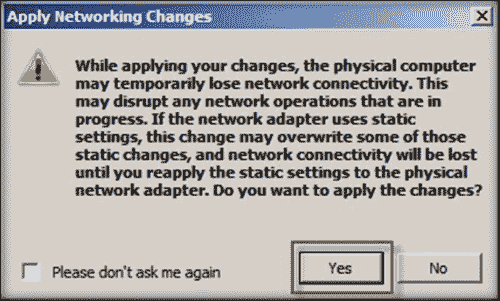 Apply Networking Changes
While applying your changes, the physical computer
may temporarily lose network connectivity. This
may disrupt any network operations that are in
progress. If the network adapter uses static
settings, this change may overwrite some of those
static changes, and network connectivity will be lost
until you reapply the static settings to the physical
network adapter. Do you want to apply the changes?
Please don't ask me again
Yes
No